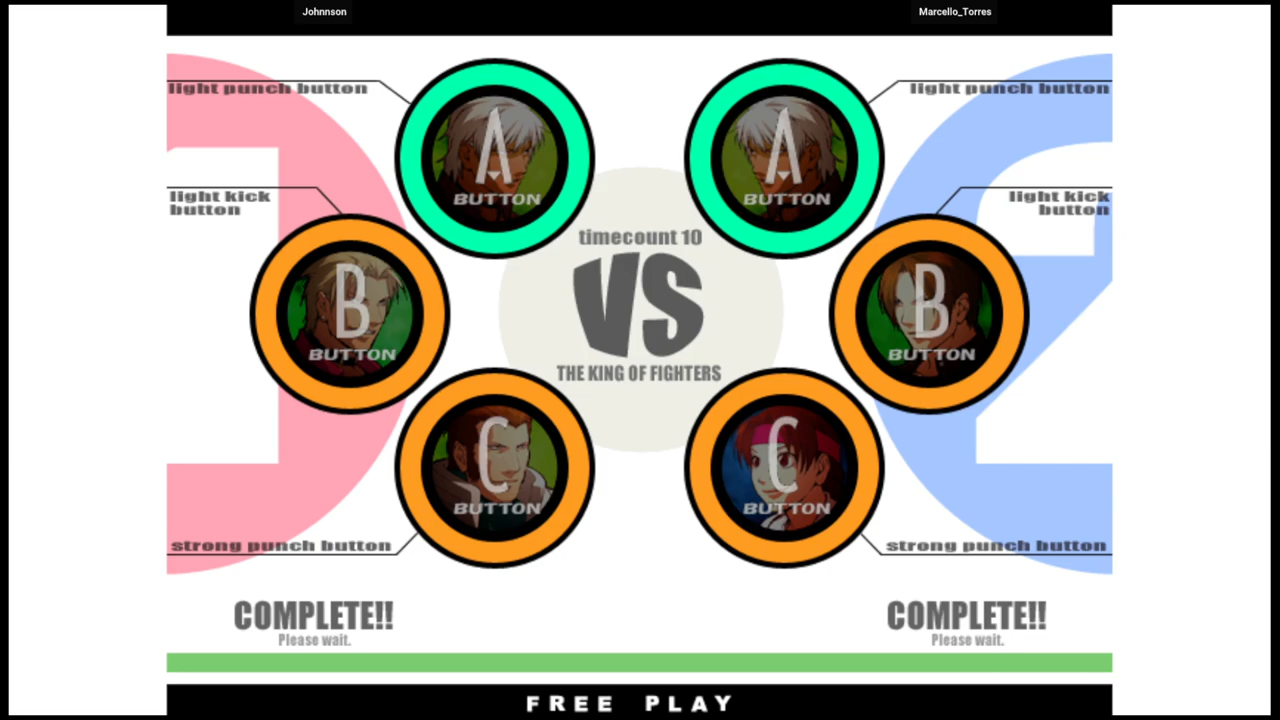 Johnnson
Marcello_Torres
light punch button
light punch button
A
BUTTON
A
BUTTON
light kick
button
light kick
button
timecount 10
VS
THE KING OF FIGHTERS
B
BUTTON
B
BUTTON
C
BUTTON
C
BUTTON
strong punch button
strong punch button
COMPLETE!!
Please wait.
COMPLETE!!
Please wait.
FREE PLAY
1
2